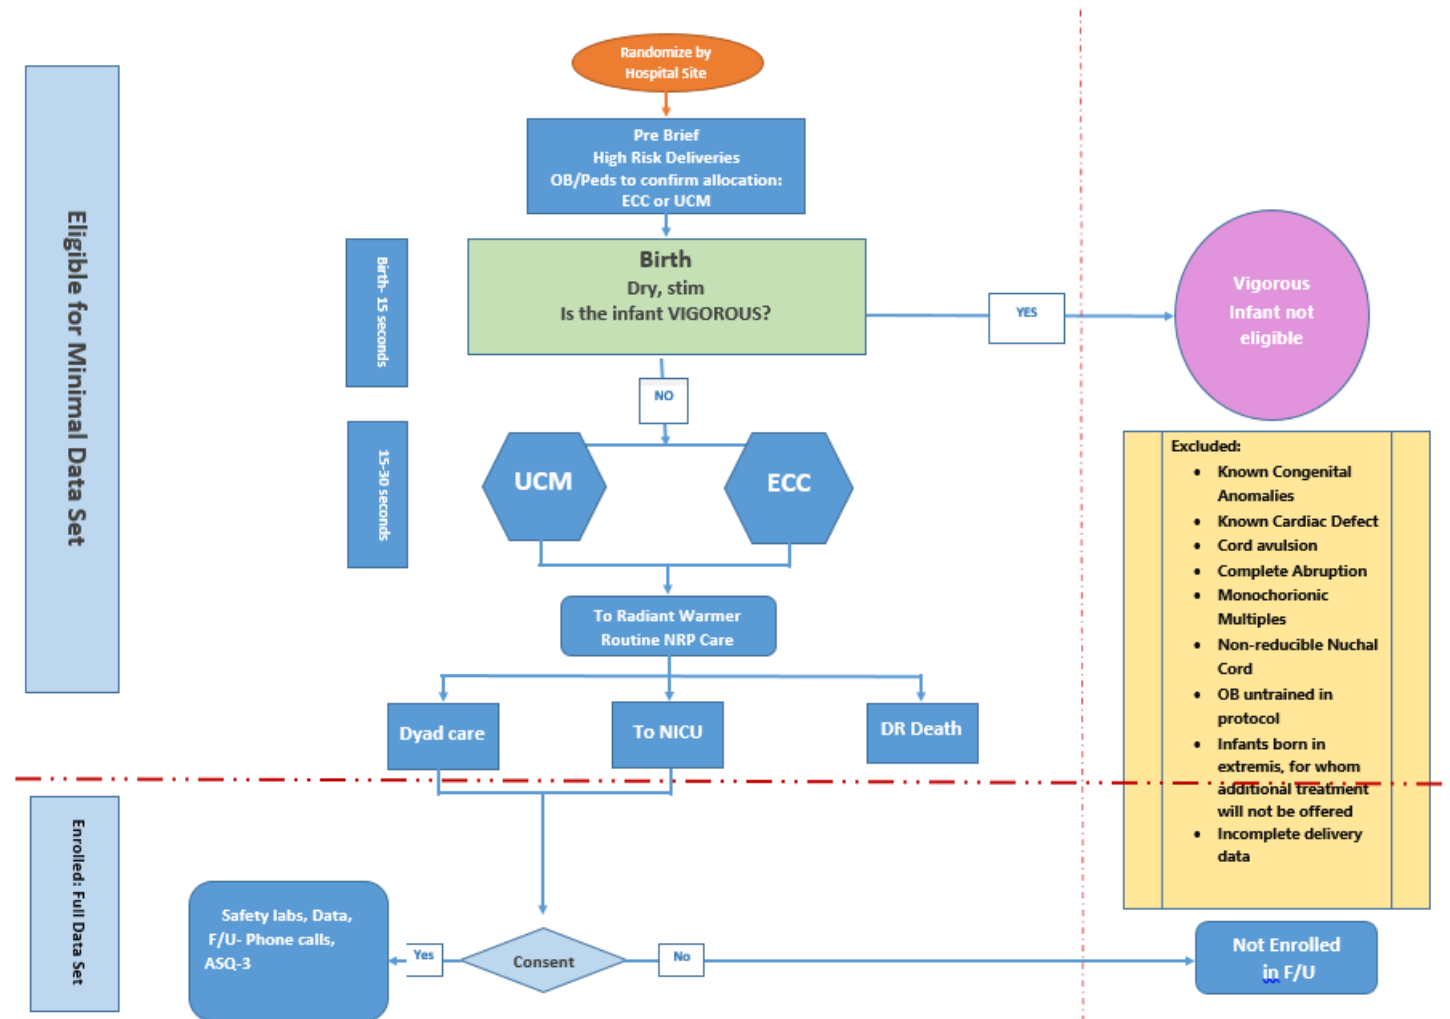 Randomize by
Hospital Site
Pre Brief
High Risk Deliveries
OB/Peds to confirm allocation:
ECC or UCM
Eligible for Minimal Data Set
Birth- 15 seconds
Birth
Dry, stim
Is the infant VIGOROUS?
YES
Vigorous
Infant not
eligible
NO
15-30 seconds
UCM
ECC
Excluded:
• Known Congenital
Anomalies
• Known Cardiac Defect
• Cord avulsion
• Complete Abruption
• Monochorionic
Multiples
• Non-reducible Nuchal
Cord
• OB untrained in
protocol
• Infants born in
extremis, for whom
additional treatment
will not be offered
• Incomplete delivery
data
To Radiant Warmer
Routine NRP Care
Dyad care
To NICU
DR Death
Enrolled: Full Data Set
Safety labs, Data,
F/U- Phone calls,
ASQ-3
Yes
Consent
No
Not Enrolled
in F/U